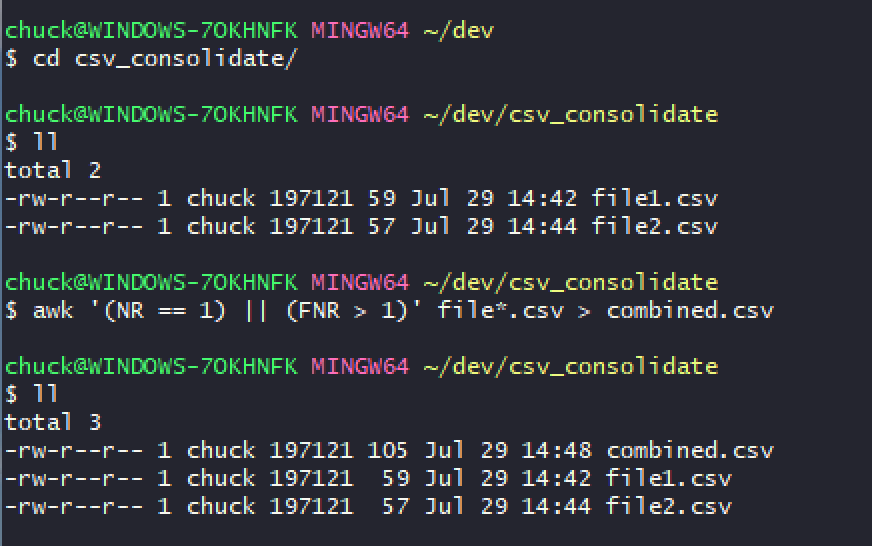 chuck@WINDOWS-7OKHNFK MINGW64 ~/dev
$ cd csv_consolidate/
chuck@WINDOWS-7OKHNFK MINGW64 ~/dev/csv_consolidate
$ ll
total 2
-rw-r--r-- 1 chuck 197121 59 Jul 29 14:42 file1.csv
-rw-r--r-- 1 chuck 197121 57 Jul 29 14:44 file2.csv
chuck@WINDOWS-7OKHNFK MINGW64 ~/dev/csv_consolidate
$ awk '(NR == 1) || (FNR > 1)' file*.csv > combined.csv
chuck@WINDOWS-7OKHNFK MINGW64 ~/dev/csv_consolidate
$ ll
total 3
-rw-r--r-- 1 chuck 197121 105 Jul 29 14:48 combined.csv
-rw-r--r-- 1 chuck 197121  59 Jul 29 14:42 file1.csv
-rw-r--r-- 1 chuck 197121  57 Jul 29 14:44 file2.csv